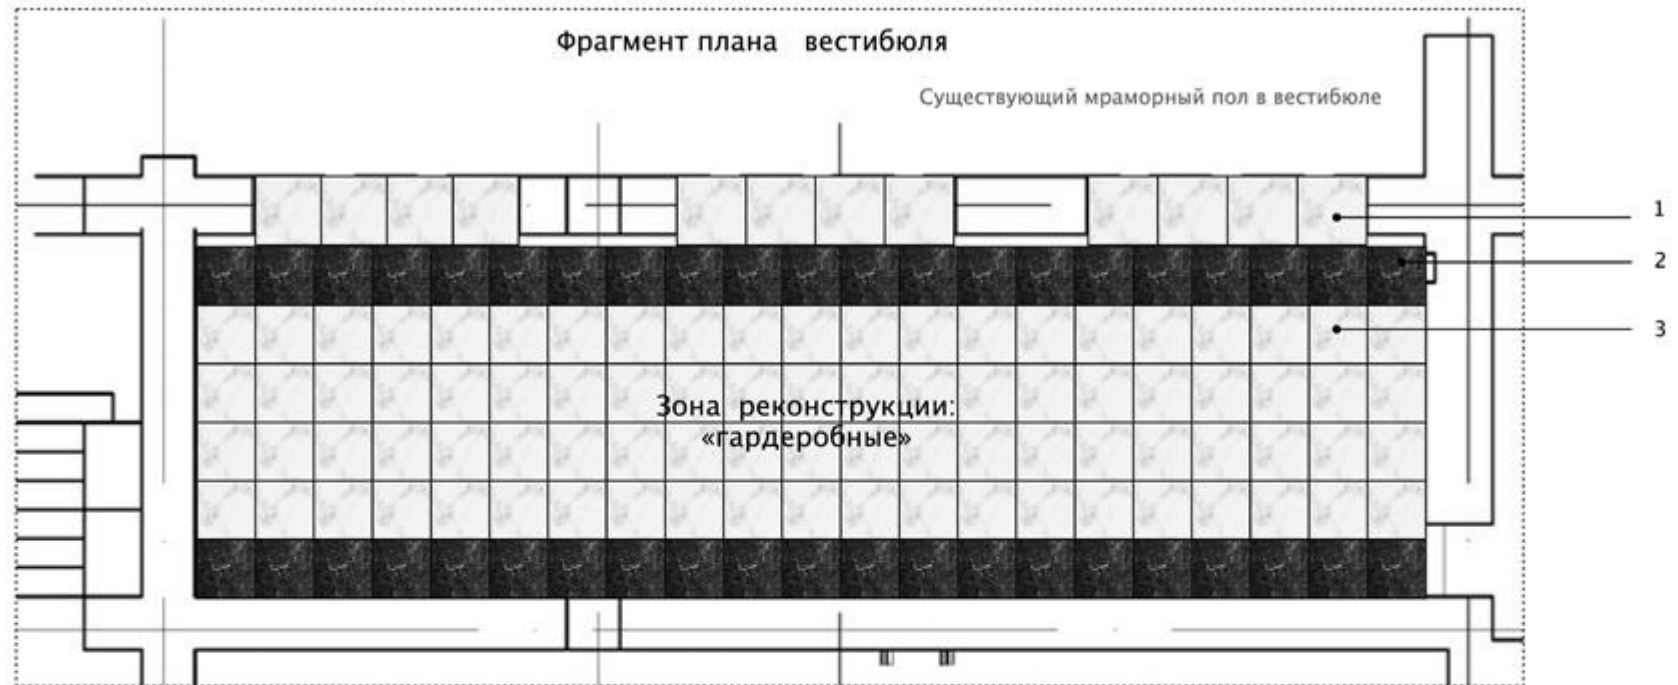 Фрагмент плана вестибюля
Существующий мраморный пол в вестибюле
1
2
3
Зона реконструкции:
«гардеробные»